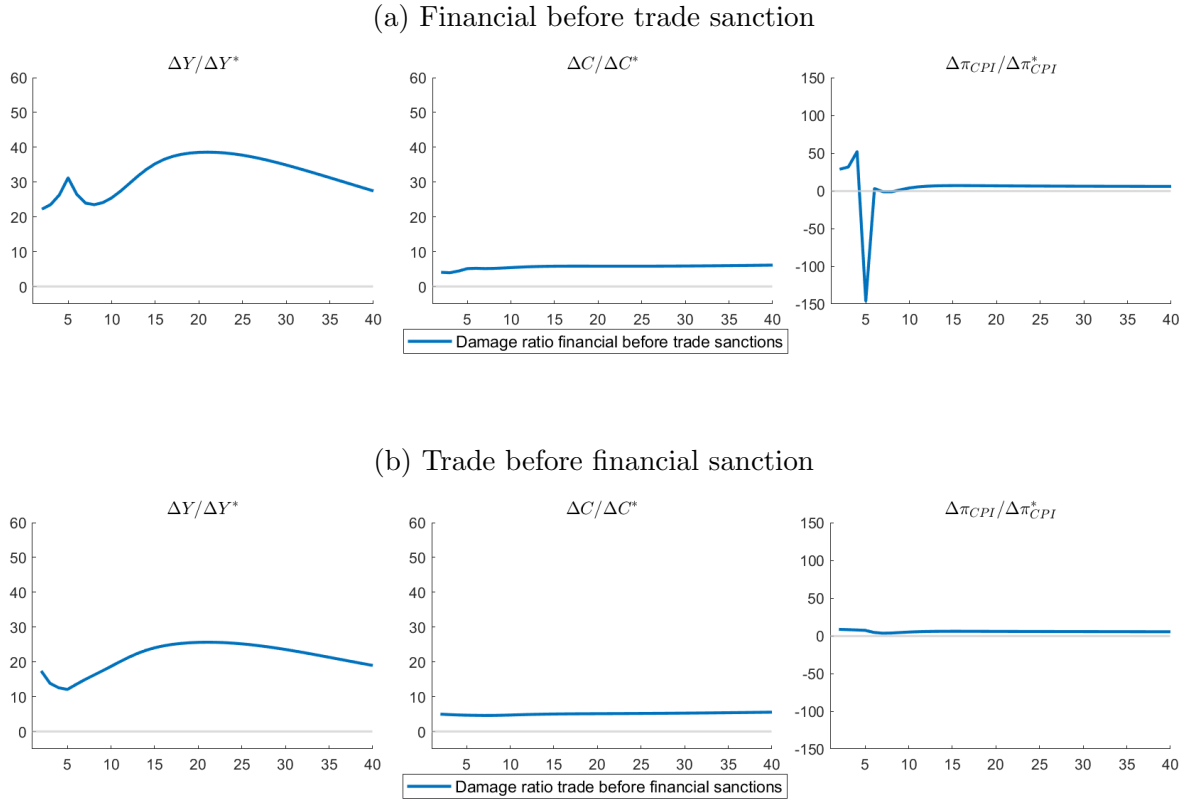 (a) Financial before trade sanction
ΔY/ΔY* ΔC/ΔC* Δπ_CPI/Δπ*_CPI
60 60 150
50 50 100
40 40 50
30 30 0
20 20 -50
10 10 -100
0 0 -150
5 10 15 20 25 30 35 40 5 10 15 20 25 30 35 40 5 10 15 20 25 30 35 40
Damage ratio financial before trade sanctions
(b) Trade before financial sanction
ΔY/ΔY* ΔC/ΔC* Δπ_CPI/Δπ*_CPI
60 60 150
50 50 100
40 40 50
30 30 0
20 20 -50
10 10 -100
0 0 -150
5 10 15 20 25 30 35 40 5 10 15 20 25 30 35 40 5 10 15 20 25 30 35 40
Damage ratio trade before financial sanctions